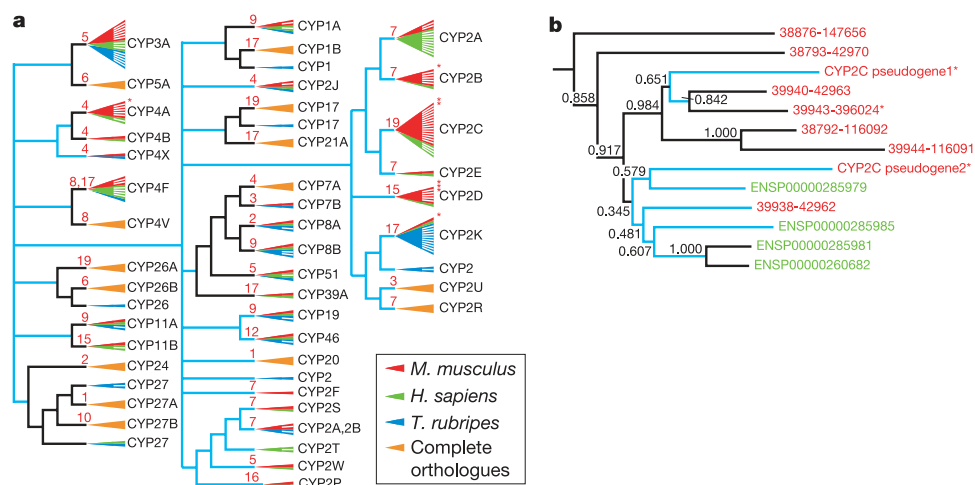 a
5
CYP3A
6
CYP5A
4
*
CYP4A
4
CYP4B
4
CYP4X
8,17
CYP4F
8
CYP4V
19
CYP26A
6
CYP26B
CYP26
9
CYP11A
15
CYP11B
2
CYP24
CYP27
1
CYP27A
10
CYP27B
CYP27
9
CYP1A
17
CYP1B
CYP1
4
CYP2J
19
CYP17
CYP17
17
CYP21A
4
CYP7A
3
CYP7B
2
CYP8A
9
CYP8B
5
CYP51
17
CYP39A
9
CYP19
12
CYP46
1
CYP20
CYP2
7
CYP2F
7
CYP2S
7
CYP2A,2B
CYP2T
5
CYP2W
16
CYP2P
7
CYP2A
7
*
CYP2B
19
**
CYP2C
7
CYP2E
15
***
CYP2D
17
*
CYP2K
CYP2
3
CYP2U
7
CYP2R
M. musculus
H. sapiens
T. rubripes
Complete
orthologues
b
38876-147656
38793-42970
0.858
0.651
CYP2C pseudogene1*
39940-42963
0.984
0.842
39943-396024*
38792-116092
1.000
39944-116091
0.917
CYP2C pseudogene2*
0.579
ENSP00000285979
0.345
39938-42962
0.481
ENSP00000285985
0.607
1.000
ENSP00000285981
ENSP00000260682